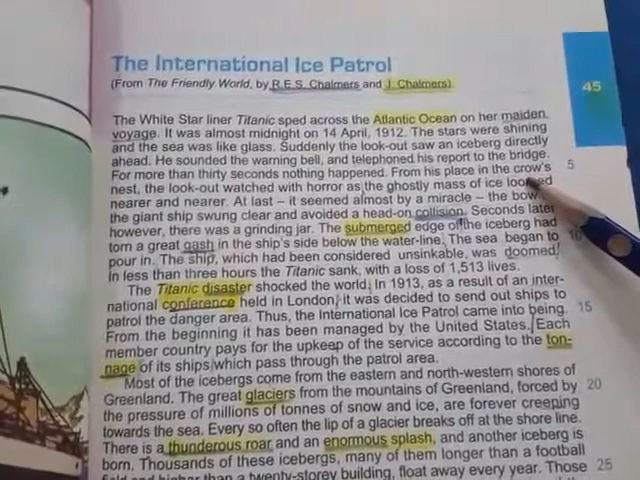 The International Ice Patrol
(From The Friendly World, by R.E.S. Chalmers and J. Chalmers)
45
The White Star liner Titanic sped across the Atlantic Ocean on her maiden
voyage. It was almost midnight on 14 April, 1912. The stars were shining
and the sea was like glass. Suddenly the look-out saw an iceberg directly
ahead. He sounded the warning bell, and telephoned his report to the bridge.
For more than thirty seconds nothing happened. From his place in the crow's 5
nest, the look-out watched with horror as the ghostly mass of ice loomed
nearer and nearer. At last – it seemed almost by a miracle – the bow
the giant ship swung clear and avoided a head-on collision. Seconds later
however, there was a grinding jar. The submerged edge of the iceberg had
torn a great gash in the ship's side below the water-line. The sea began to 10
pour in. The ship, which had been considered unsinkable, was doomed!
In less than three hours the Titanic sank, with a loss of 1,513 lives.
The Titanic disaster shocked the world. In 1913, as a result of an inter-
national conference held in London, it was decided to send out ships to
patrol the danger area. Thus, the International Ice Patrol came into being. 15
From the beginning it has been managed by the United States. Each
member country pays for the upkeep of the service according to the ton-
nage of its ships which pass through the patrol area.
Most of the icebergs come from the eastern and north-western shores of
Greenland. The great glaciers from the mountains of Greenland, forced by 20
the pressure of millions of tonnes of snow and ice, are forever creeping
towards the sea. Every so often the lip of a glacier breaks off at the shore line.
There is a thunderous roar and an enormous splash, and another iceberg is
born. Thousands of these icebergs, many of them longer than a football
field and higher than a twenty-storey building, float away every year. Those 25